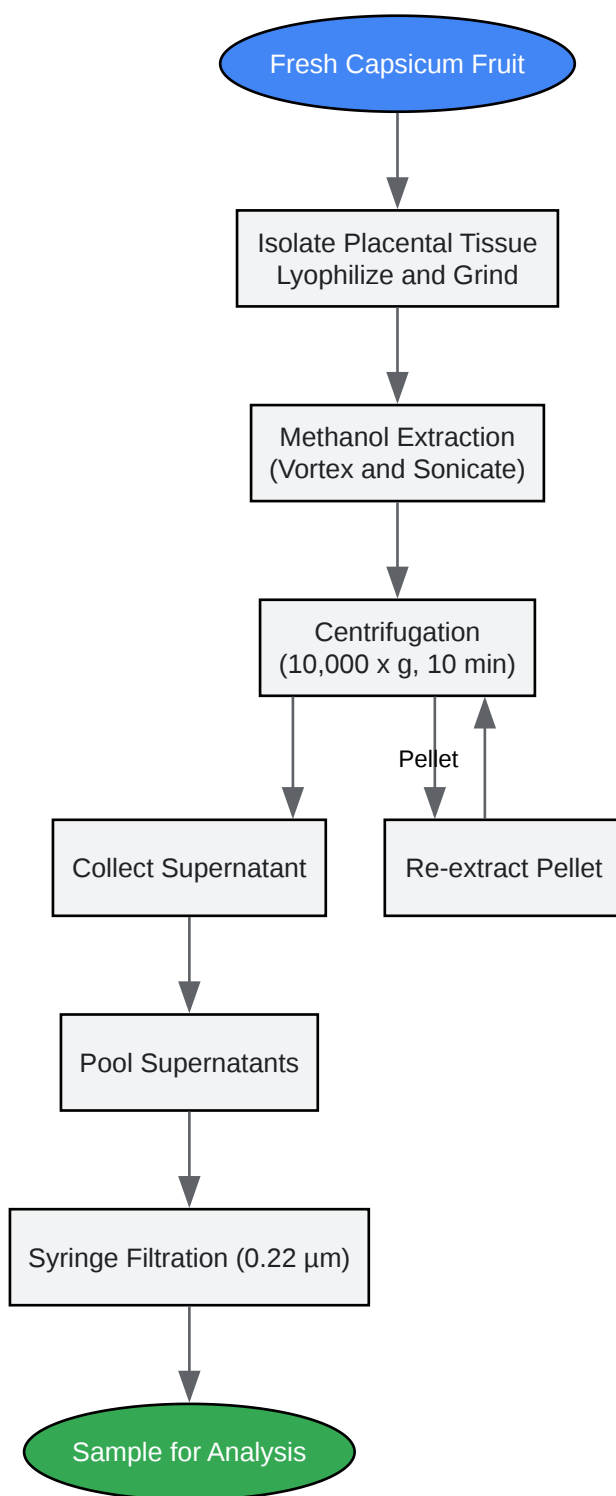 Fresh Capsicum Fruit
Isolate Placental Tissue
Lyophilize and Grind
Methanol Extraction
(Vortex and Sonicate)
Centrifugation
(10,000 x g, 10 min)
Pellet
Collect Supernatant
Re-extract Pellet
Pool Supernatants
Syringe Filtration (0.22 µm)
Sample for Analysis